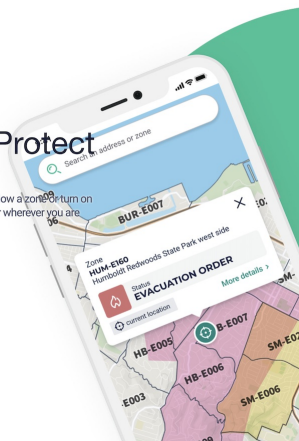 Protect
Search an address or zone
ow a zone or turn on
r wherever you are
BUR-E007
Zone
HUM-E160
Humboldt Redwoods State Park west side
Status
EVACUATION ORDER
More details >
current location
B-E007
HB-E005
HB-E006
SM-E006
-E003